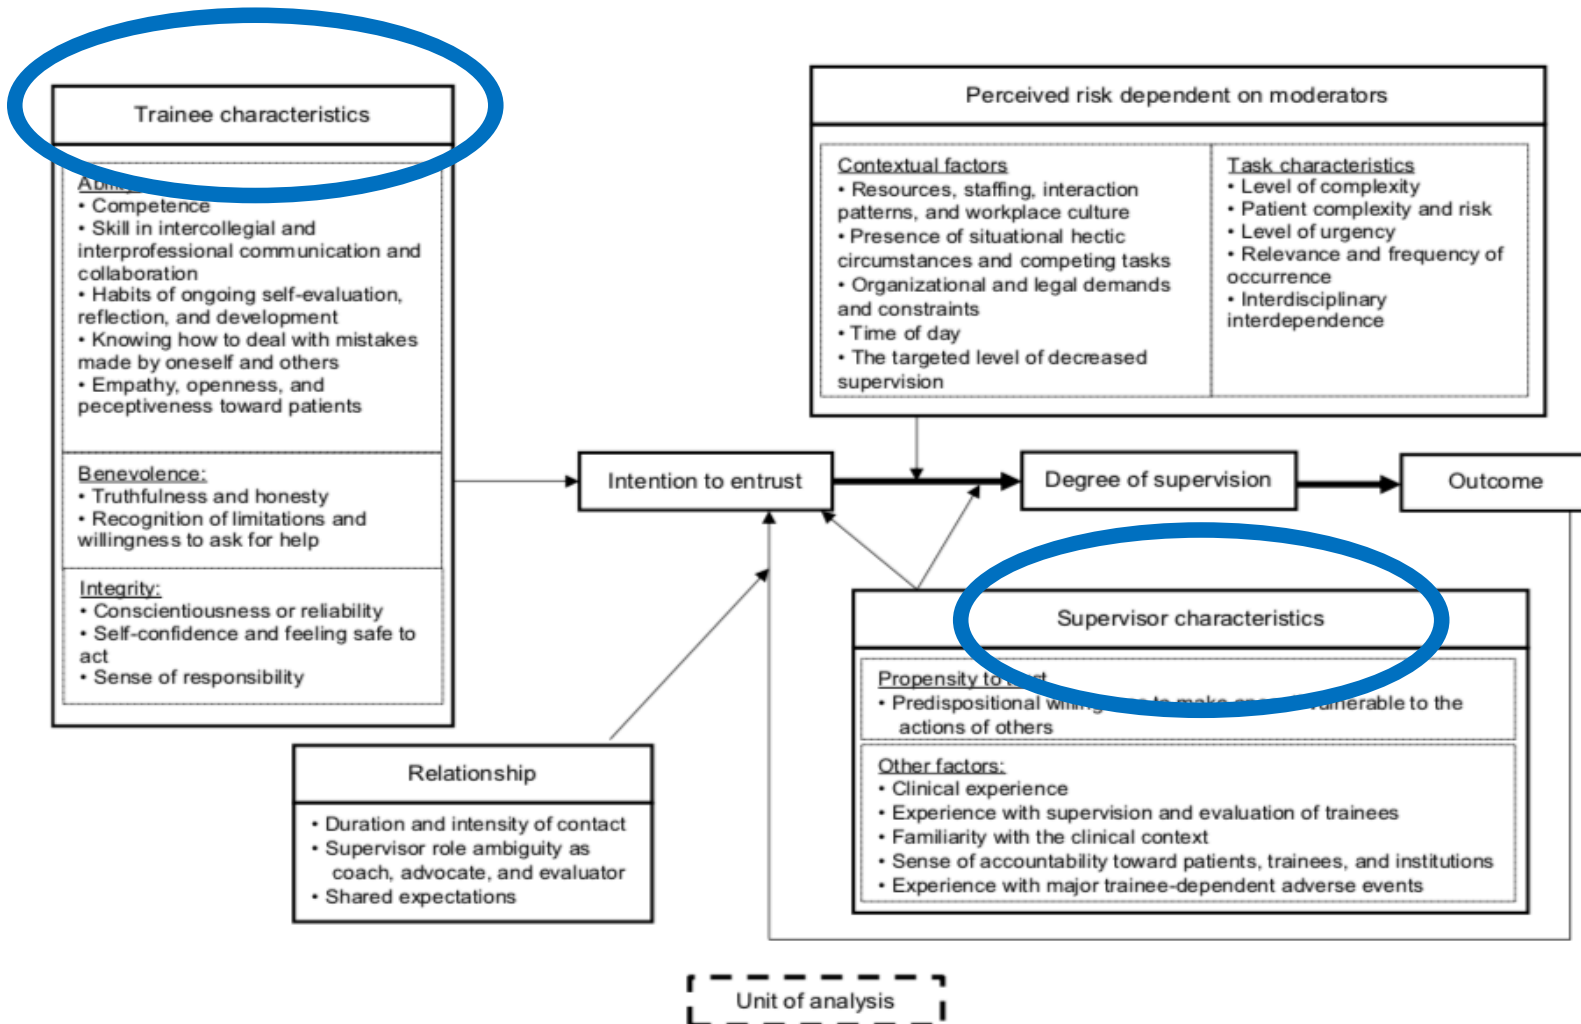 Trainee characteristics
• Competence
• Skill in intercollegial and
interprofessional communication and
collaboration
• Habits of ongoing self-evaluation,
reflection, and development
• Knowing how to deal with mistakes
made by oneself and others
• Empathy, openness, and
peceptiveness toward patients
Benevolence:
• Truthfulness and honesty
• Recognition of limitations and
willingness to ask for help
Integrity:
• Conscientiousness or reliability
• Self-confidence and feeling safe to
act
• Sense of responsibility
Perceived risk dependent on moderators
Contextual factors
• Resources, staffing, interaction
patterns, and workplace culture
• Presence of situational hectic
circumstances and competing tasks
• Organizational and legal demands
and constraints
• Time of day
• The targeted level of decreased
supervision
Task characteristics
• Level of complexity
• Patient complexity and risk
• Level of urgency
• Relevance and frequency of
occurrence
• Interdisciplinary
interdependence
Intention to entrust
Degree of supervision
Outcome
Supervisor characteristics
Propensity to
• Predispositional vulnerable to the
actions of others
Other factors:
• Clinical experience
• Experience with supervision and evaluation of trainees
• Familiarity with the clinical context
• Sense of accountability toward patients, trainees, and institutions
• Experience with major trainee-dependent adverse events
Relationship
• Duration and intensity of contact
• Supervisor role ambiguity as
coach, advocate, and evaluator
• Shared expectations
Unit of analysis